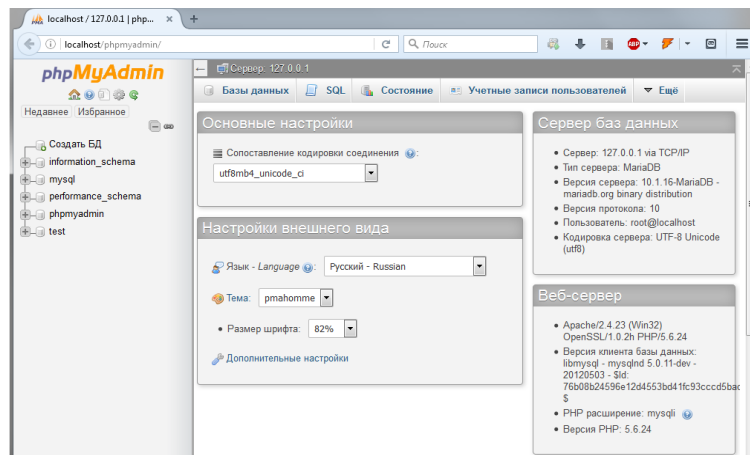 localhost / 127.0.0.1 | php...
localhost/phpmyadmin/
Поиск
ABP
phpMyAdmin
Недавнее Избранное
Создать БД
information_schema
mysql
performance_schema
phpmyadmin
test
Сервер: 127.0.0.1
Базы данных SQL Состояние Учетные записи пользователей Ещё
Основные настройки
Сопоставление кодировки соединения :
utf8mb4_unicode_ci
Настройки внешнего вида
Язык - Language : Русский - Russian
Тема: pmahomme
• Размер шрифта: 82%
Дополнительные настройки
Сервер баз данных
• Сервер: 127.0.0.1 via TCP/IP
• Тип сервера: MariaDB
• Версия сервера: 10.1.16-MariaDB -
mariadb.org binary distribution
• Версия протокола: 10
• Пользователь: root@localhost
• Кодировка сервера: UTF-8 Unicode
(utf8)
Веб-сервер
• Apache/2.4.23 (Win32)
OpenSSL/1.0.2h PHP/5.6.24
• Версия клиента базы данных:
libmysql - mysqlnd 5.0.11-dev -
20120503 - $Id:
76b08b24596e12d4553bd41fc93cccd5bac
$
• PHP расширение: mysqli
• Версия PHP: 5.6.24